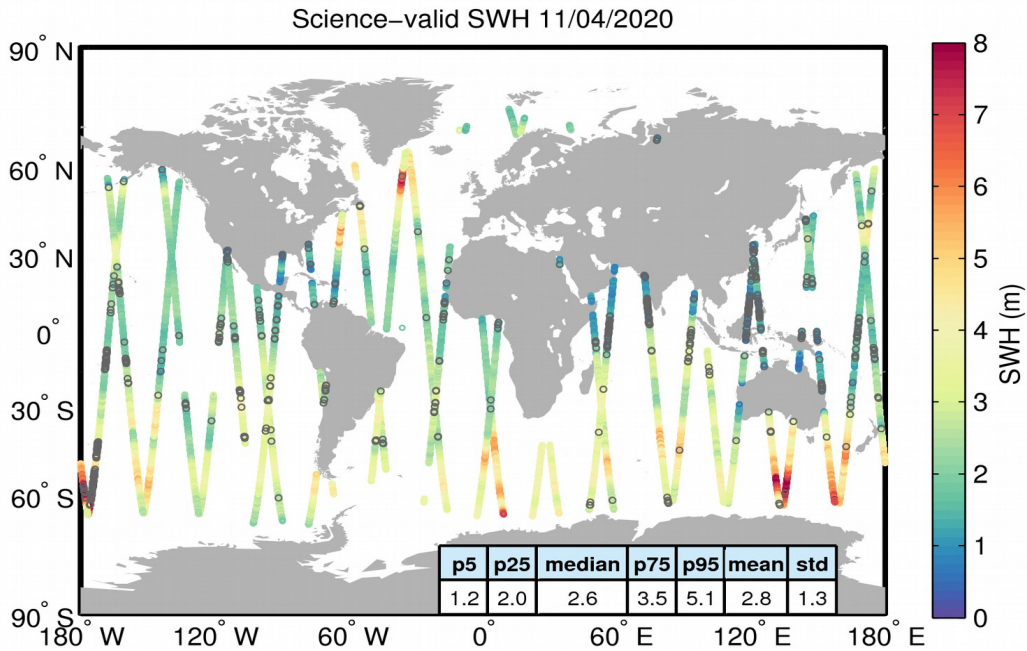 Science−valid SWH 11/04/2020
90° N
60° N
30° N
0°
30° S
60° S
90° S
180° W
120° W
60° W
0°
60° E
120° E
180° E
p5 p25 median p75 p95 mean std
1.2 2.0 2.6 3.5 5.1 2.8 1.3
8
7
6
5
4
3
2
1
0
SWH (m)